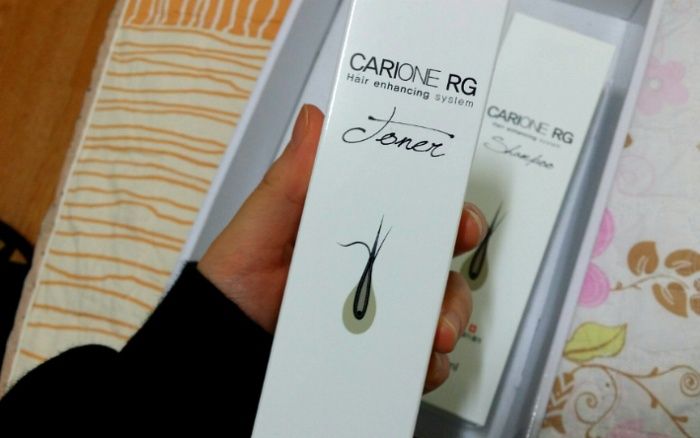 CARIONE RG
Hair enhancing system
Toner
CARIONE RG
Hair enhancing system
Shampoo